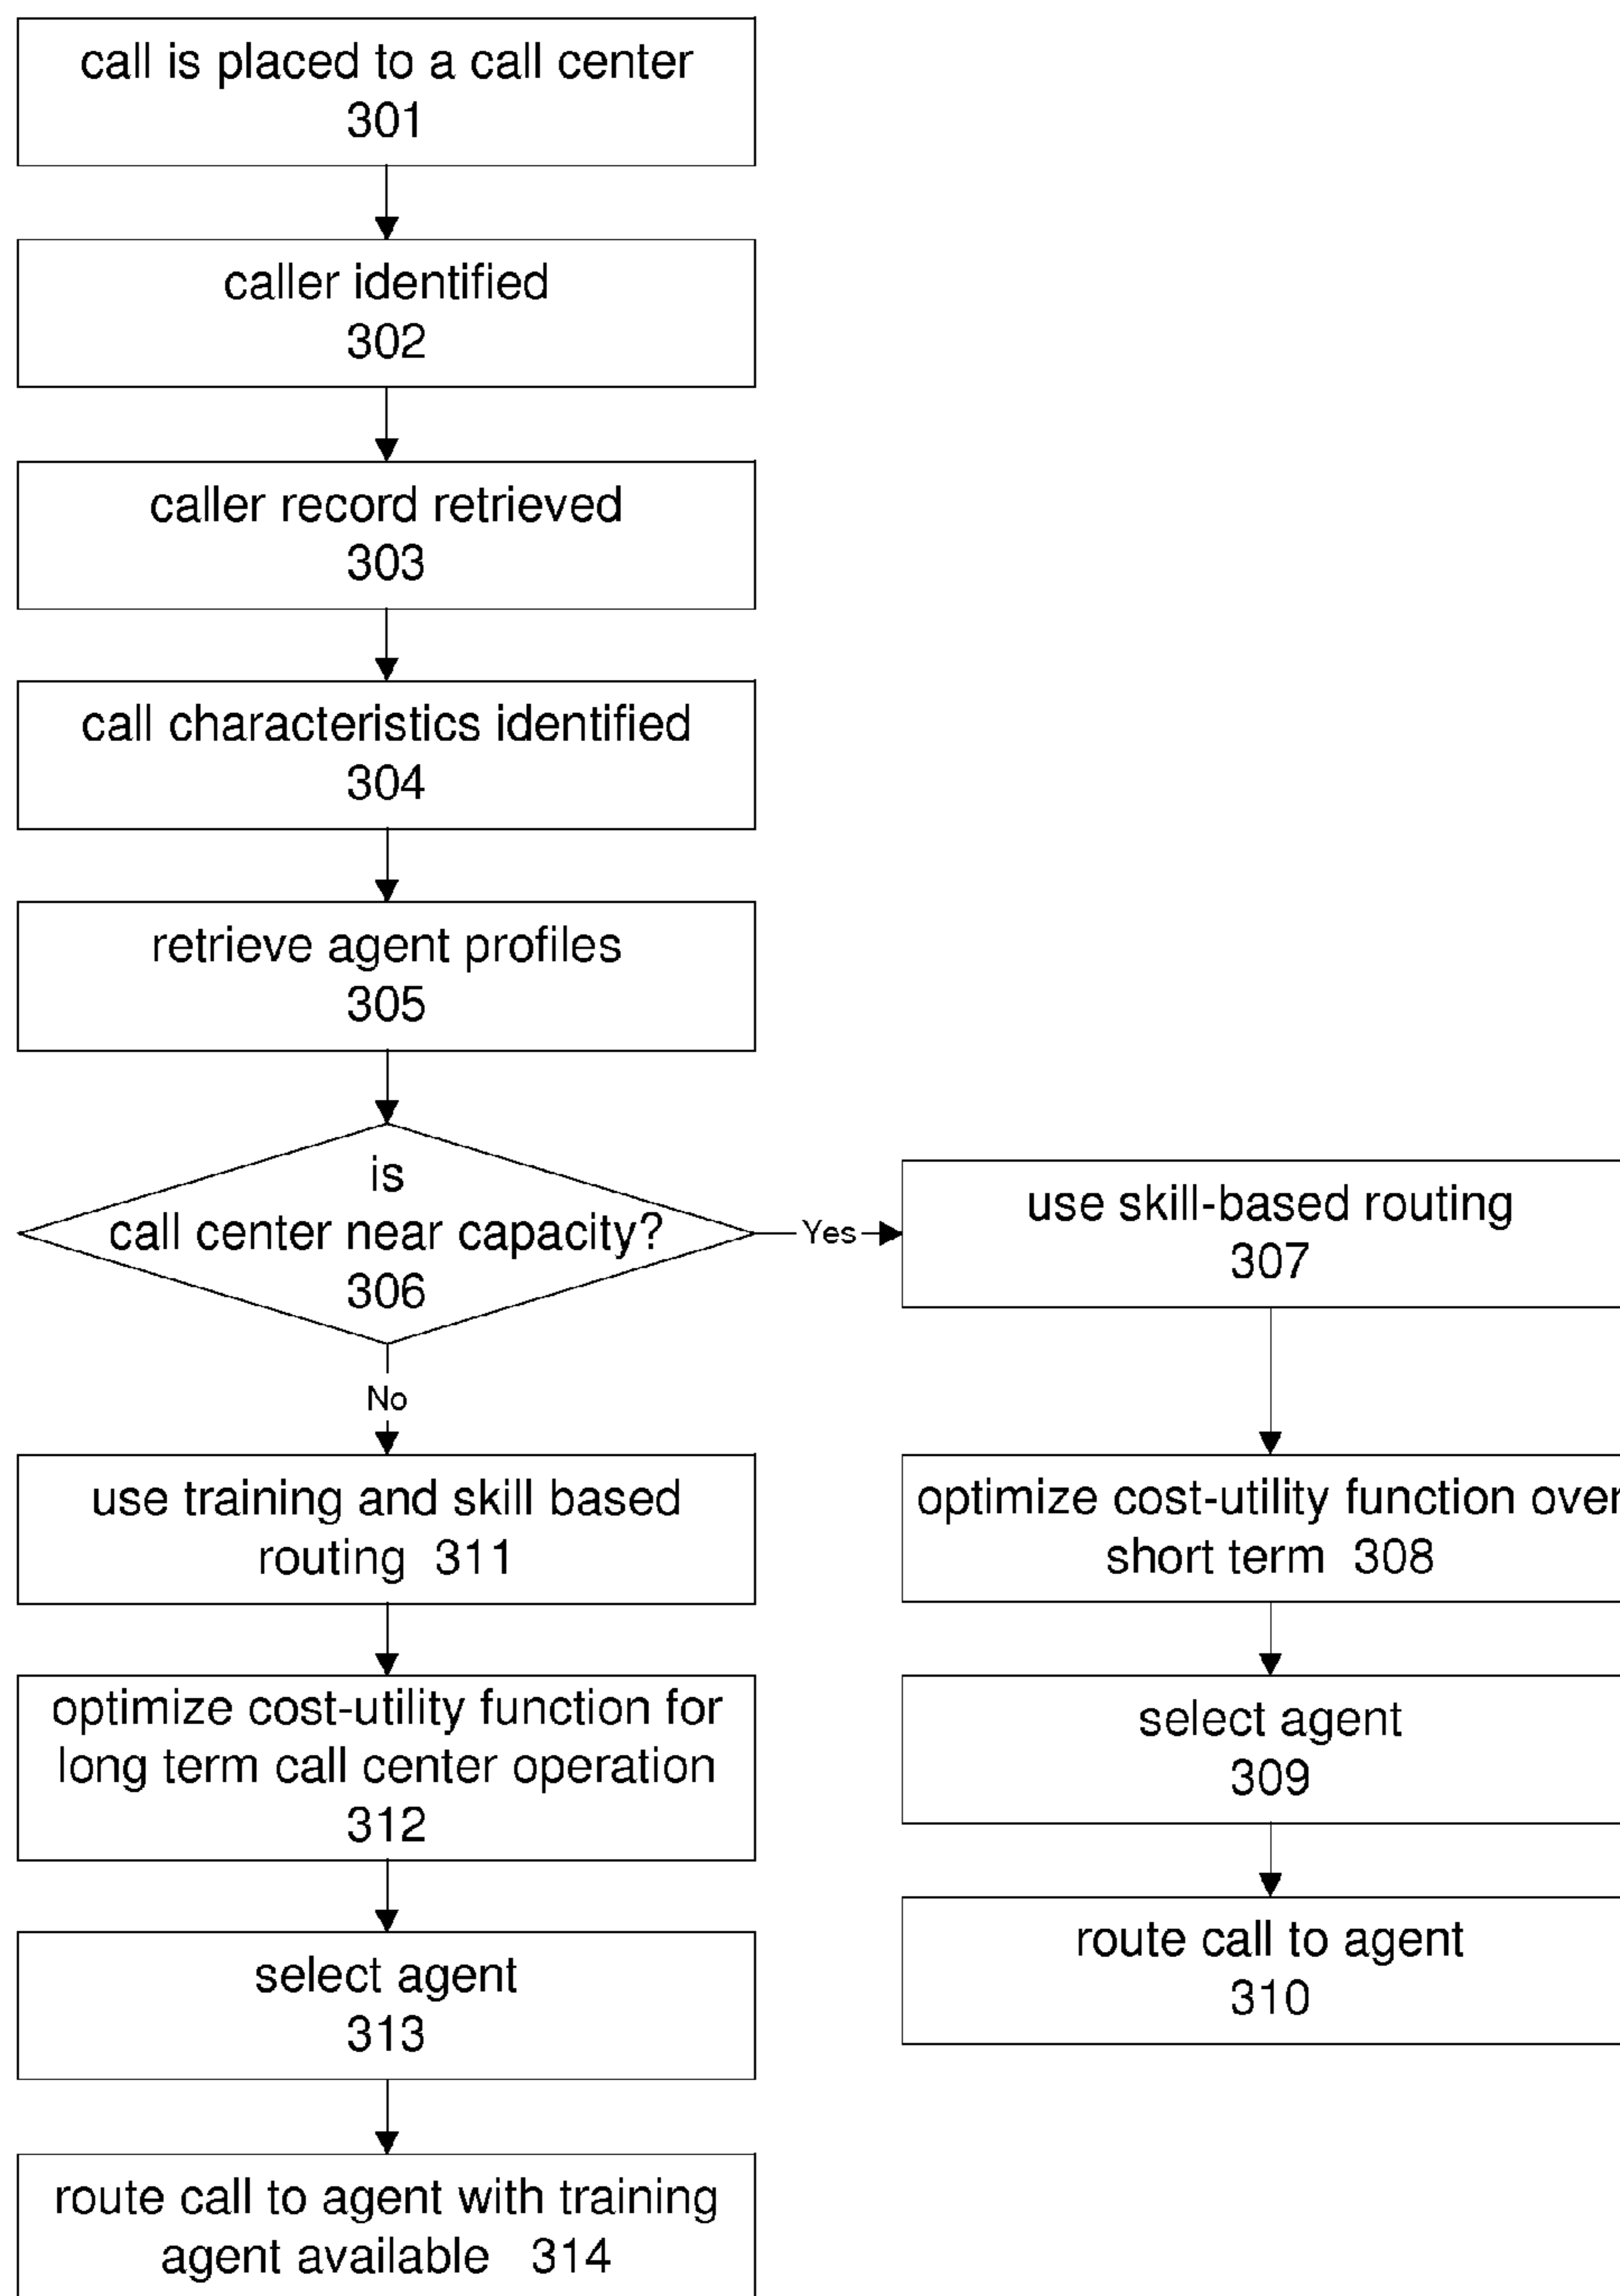 call is placed to a call center
301
caller identified
302
caller record retrieved
303
call characteristics identified
304
retrieve agent profiles
305
is
call center near capacity?
306
Yes
use skill-based routing
307
optimize cost-utility function over
short term 308
select agent
309
route call to agent
310
No
use training and skill based
routing 311
optimize cost-utility function for
long term call center operation
312
select agent
313
route call to agent with training
agent available 314